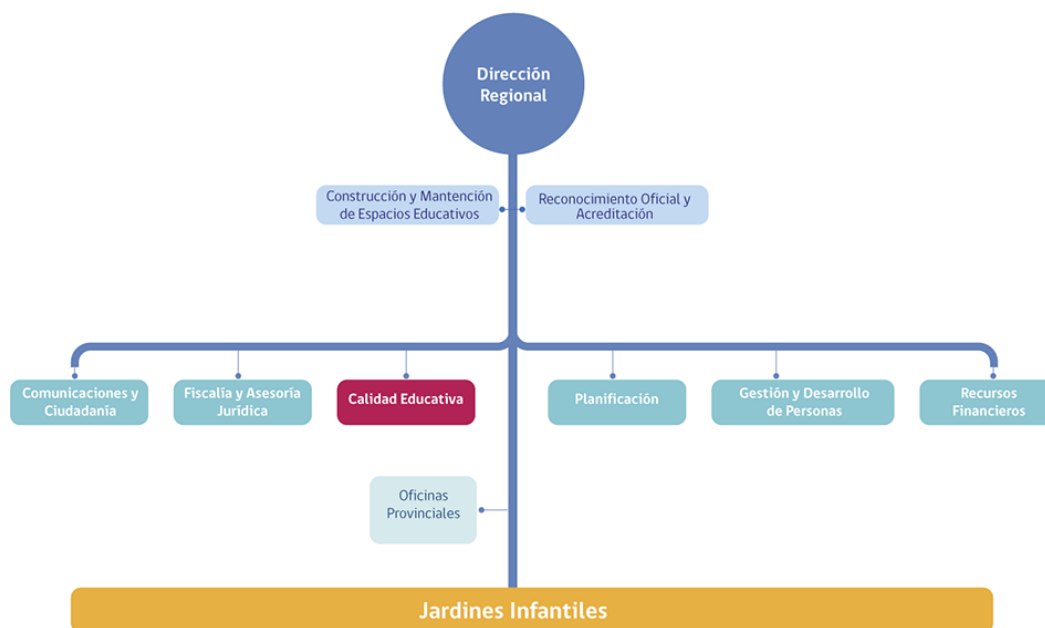 Dirección
Regional
Construcción y Mantención
de Espacios Educativos
Reconocimiento Oficial y
Acreditación
Comunicaciones y
Ciudadanía
Fiscalía y Asesoría
Jurídica
Calidad Educativa
Planificación
Gestión y Desarrollo
de Personas
Recursos
Financieros
Oficinas
Provinciales
Jardines Infantiles